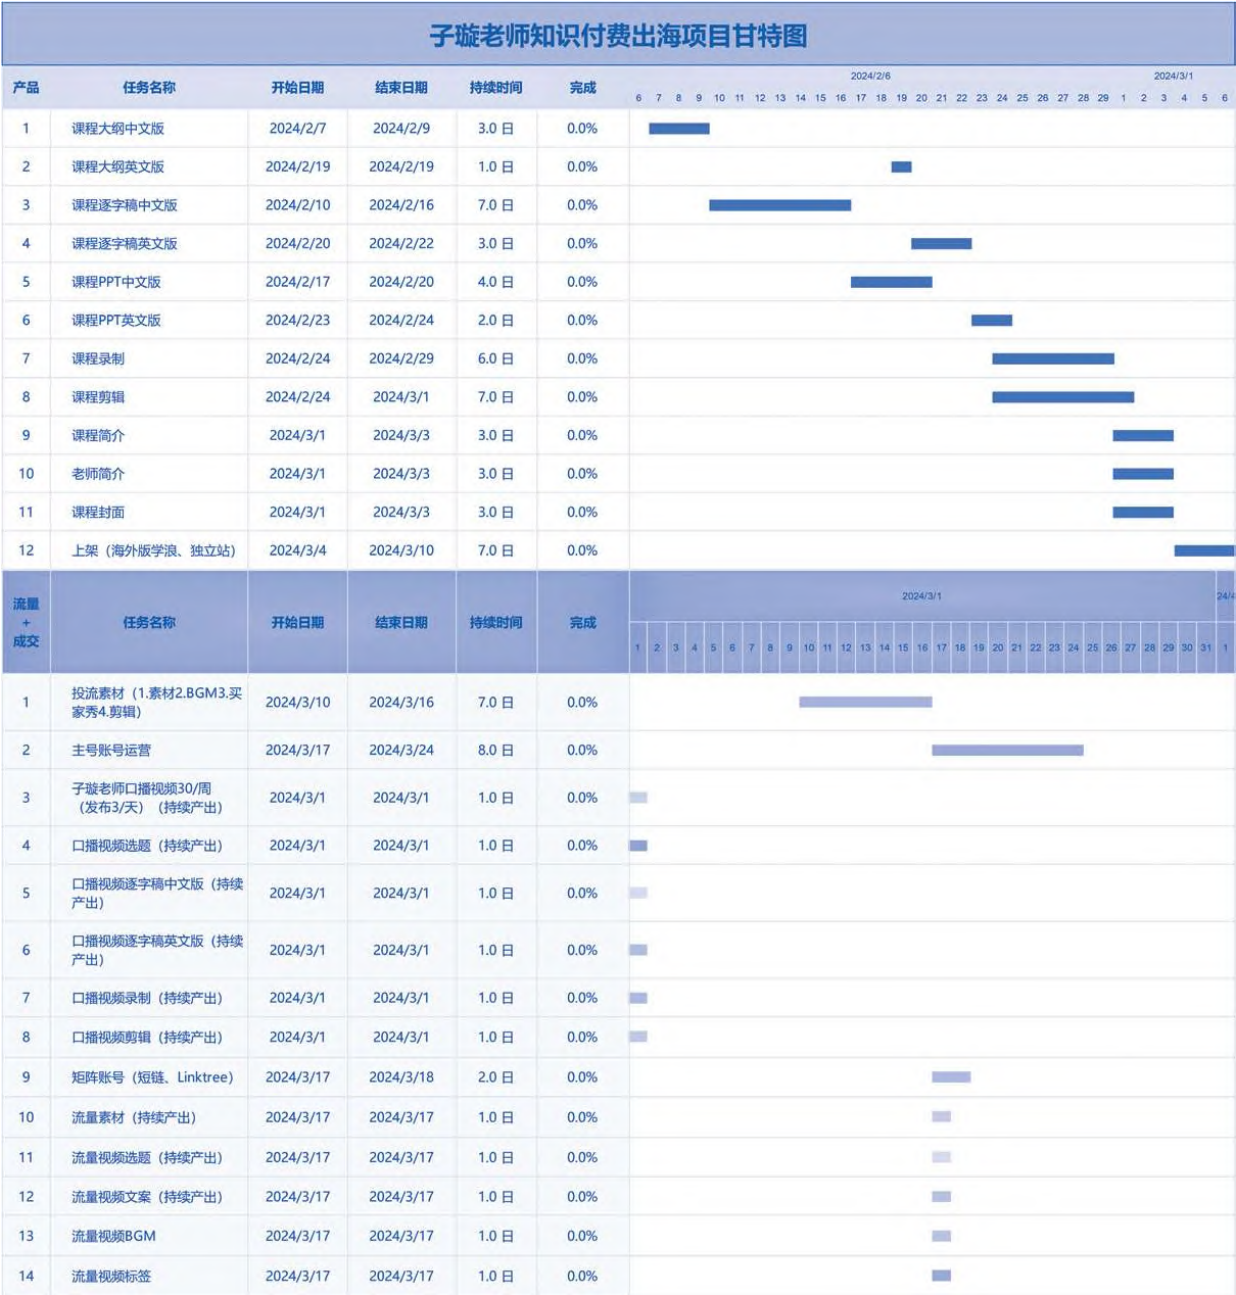 子璇老师知识付费出海项目甘特图
产品 任务名称 开始日期 结束日期 持续时间 完成 2024/2/6 2024/3/1
6 7 8 9 10 11 12 13 14 15 16 17 18 19 20 21 22 23 24 25 26 27 28 29 1 2 3 4 5 6
1 课程大纲中文版 2024/2/7 2024/2/9 3.0 日 0.0%
2 课程大纲英文版 2024/2/19 2024/2/19 1.0 日 0.0%
3 课程逐字稿中文版 2024/2/10 2024/2/16 7.0 日 0.0%
4 课程逐字稿英文版 2024/2/20 2024/2/22 3.0 日 0.0%
5 课程PPT中文版 2024/2/17 2024/2/20 4.0 日 0.0%
6 课程PPT英文版 2024/2/23 2024/2/24 2.0 日 0.0%
7 课程录制 2024/2/24 2024/2/29 6.0 日 0.0%
8 课程剪辑 2024/2/24 2024/3/1 7.0 日 0.0%
9 课程简介 2024/3/1 2024/3/3 3.0 日 0.0%
10 老师简介 2024/3/1 2024/3/3 3.0 日 0.0%
11 课程封面 2024/3/1 2024/3/3 3.0 日 0.0%
12 上架（海外版学浪、独立站） 2024/3/4 2024/3/10 7.0 日 0.0%
流量
+
成交
任务名称 开始日期 结束日期 持续时间 完成 2024/3/1 24/4
1 2 3 4 5 6 7 8 9 10 11 12 13 14 15 16 17 18 19 20 21 22 23 24 25 26 27 28 29 30 31 1
1 投流素材（1.素材2.BGM3.买
家秀4.剪辑） 2024/3/10 2024/3/16 7.0 日 0.0%
2 主号账号运营 2024/3/17 2024/3/24 8.0 日 0.0%
3 子璇老师口播视频30/周
（发布3/天）（持续产出） 2024/3/1 2024/3/1 1.0 日 0.0%
4 口播视频选题（持续产出） 2024/3/1 2024/3/1 1.0 日 0.0%
5 口播视频逐字稿中文版（持续
产出） 2024/3/1 2024/3/1 1.0 日 0.0%
6 口播视频逐字稿英文版（持续
产出） 2024/3/1 2024/3/1 1.0 日 0.0%
7 口播视频录制（持续产出） 2024/3/1 2024/3/1 1.0 日 0.0%
8 口播视频剪辑（持续产出） 2024/3/1 2024/3/1 1.0 日 0.0%
9 矩阵账号（短链、Linktree） 2024/3/17 2024/3/18 2.0 日 0.0%
10 流量素材（持续产出） 2024/3/17 2024/3/17 1.0 日 0.0%
11 流量视频选题（持续产出） 2024/3/17 2024/3/17 1.0 日 0.0%
12 流量视频文案（持续产出） 2024/3/17 2024/3/17 1.0 日 0.0%
13 流量视频BGM 2024/3/17 2024/3/17 1.0 日 0.0%
14 流量视频标签 2024/3/17 2024/3/17 1.0 日 0.0%